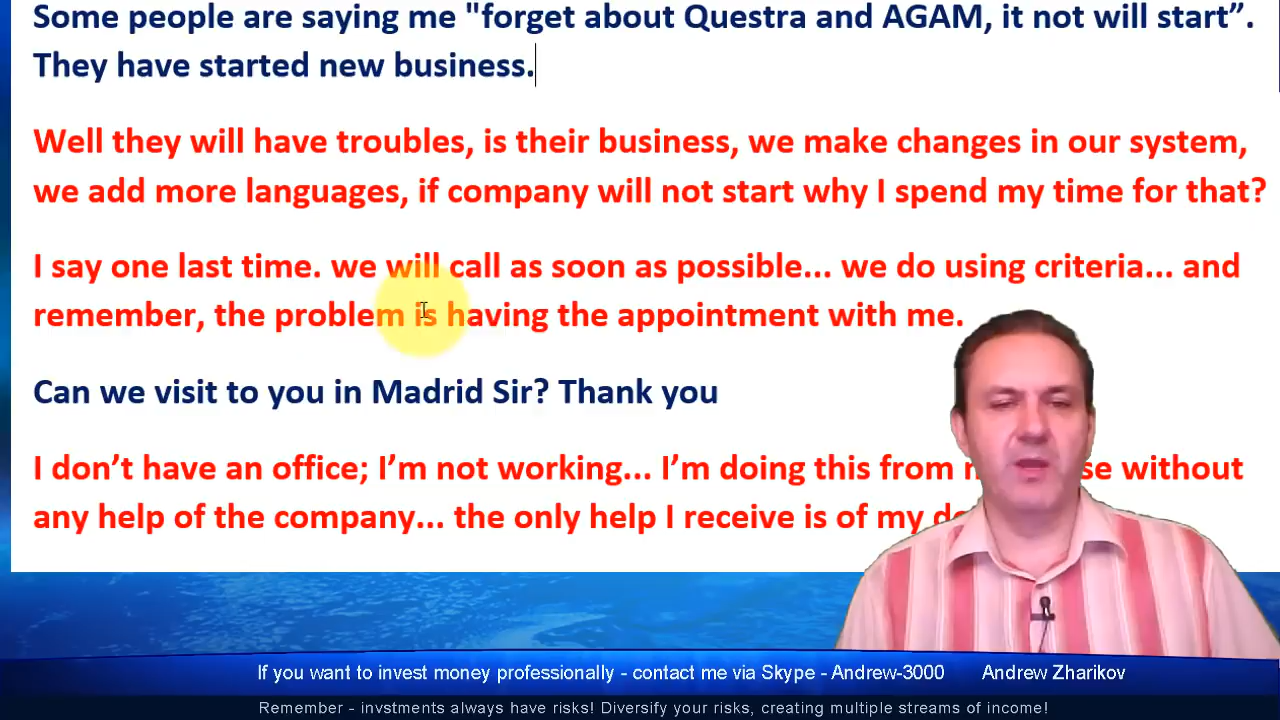 Some people are saying me "forget about Questra and AGAM, it not will start”.
They have started new business.
Well they will have troubles, is their business, we make changes in our system,
we add more languages, if company will not start why I spend my time for that?
I say one last time. we will call as soon as possible... we do using criteria... and
remember, the problem is having the appointment with me.
Can we visit to you in Madrid Sir? Thank you
I don’t have an office; I’m not working... I’m doing this from without
any help of the company... the only help I receive is of my
If you want to invest money professionally - contact me via Skype - Andrew-3000 Andrew Zharikov
Remember - invstments always have risks! Diversify your risks, creating multiple streams of income!